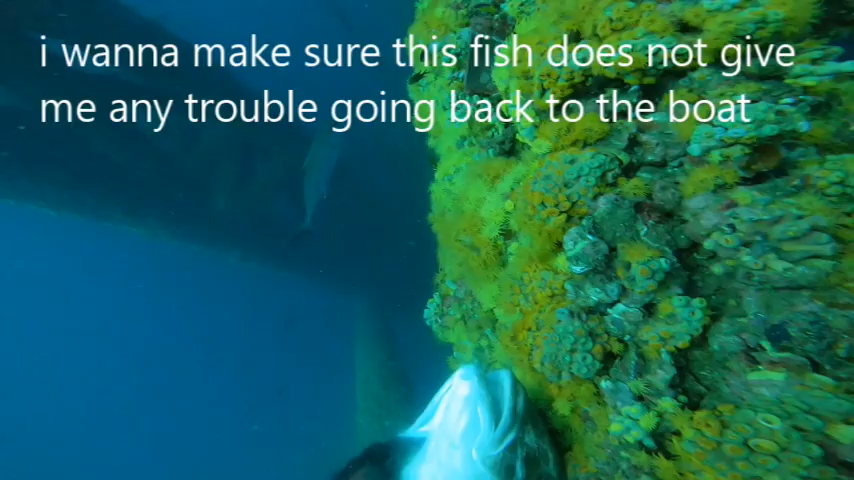 i wanna make sure this fish does not give
me any trouble going back to the boat